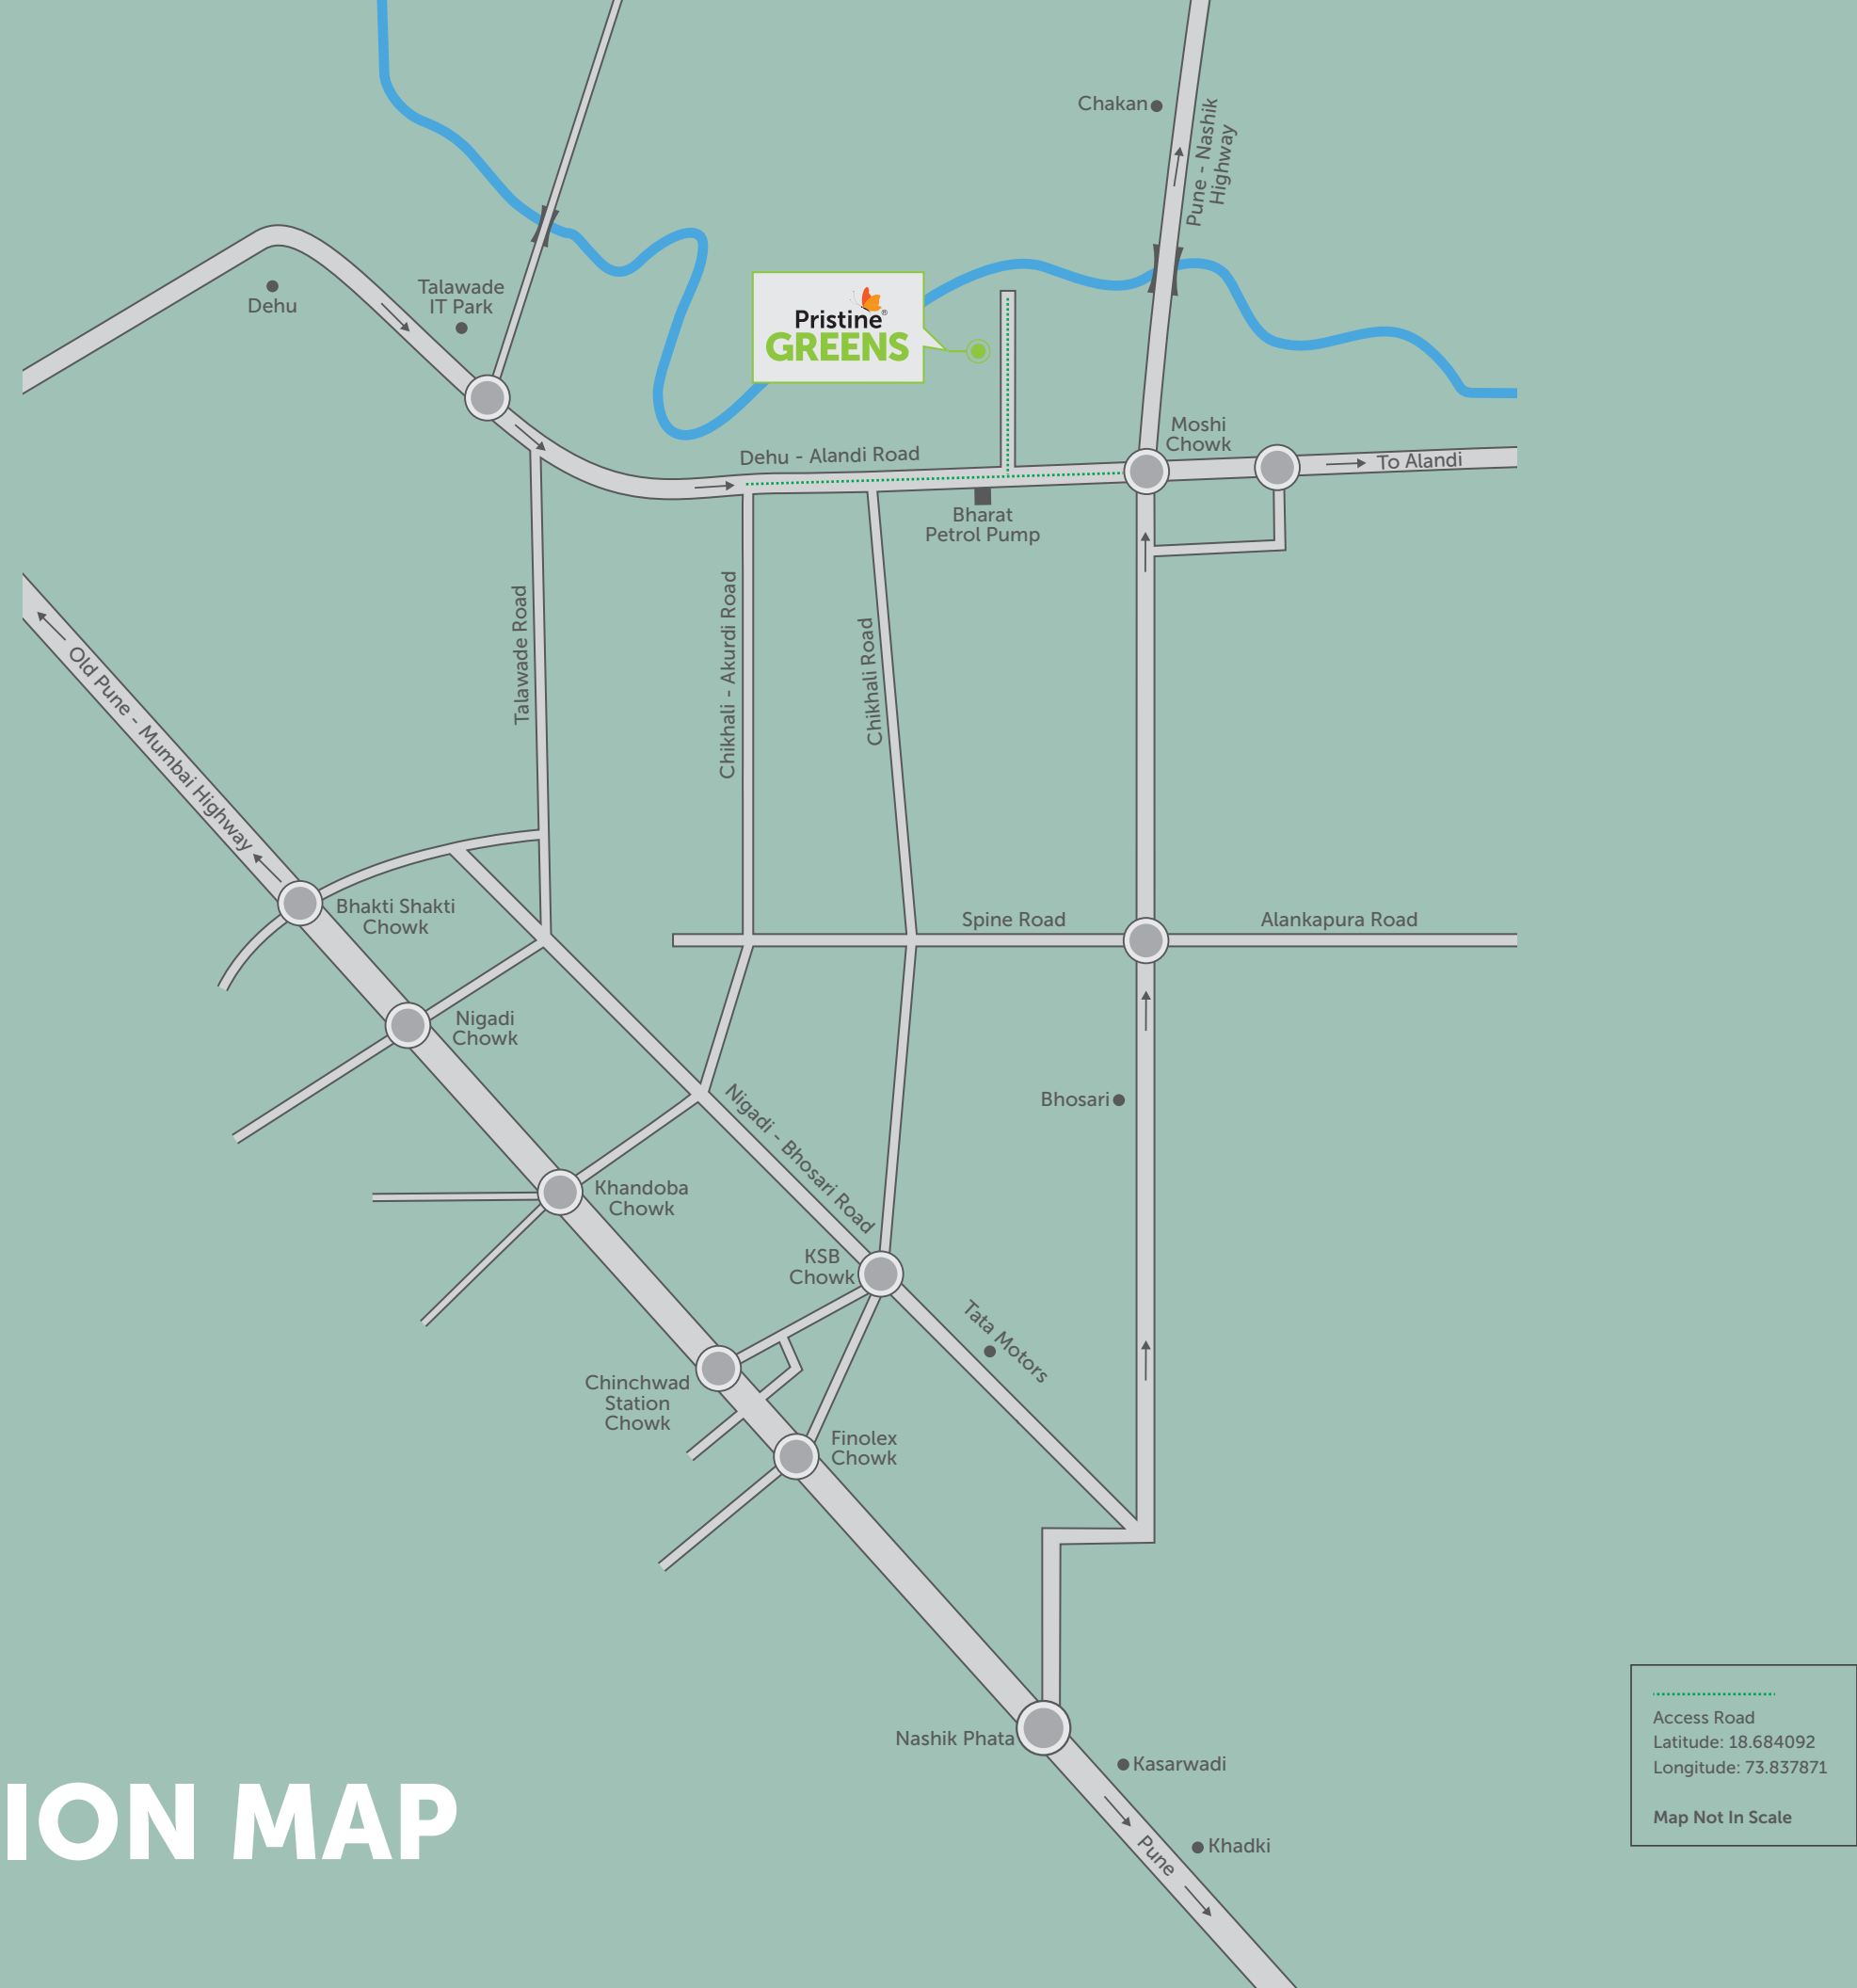 Chakan
Pune - Nashik
Highway
Dehu
Talawade
IT Park
Pristine®
GREENS
Moshi
Chowk
Dehu - Alandi Road
To Alandi
Bharat
Petrol Pump
Talawade Road
Chikhali - Akurdi Road
Chikhali Road
Old Pune - Mumbai Highway
Bhakti Shakti
Chowk
Spine Road
Alankapura Road
Nigadi
Chowk
Bhosari
Nigadi - Bhosari Road
Khandoba
Chowk
KSB
Chowk
Tata Motors
Chinchwad
Station
Chowk
Finolex
Chowk
Nashik Phata
Kasarwadi
Pune
Khadki
Access Road
Latitude: 18.684092
Longitude: 73.837871
Map Not In Scale
ION MAP